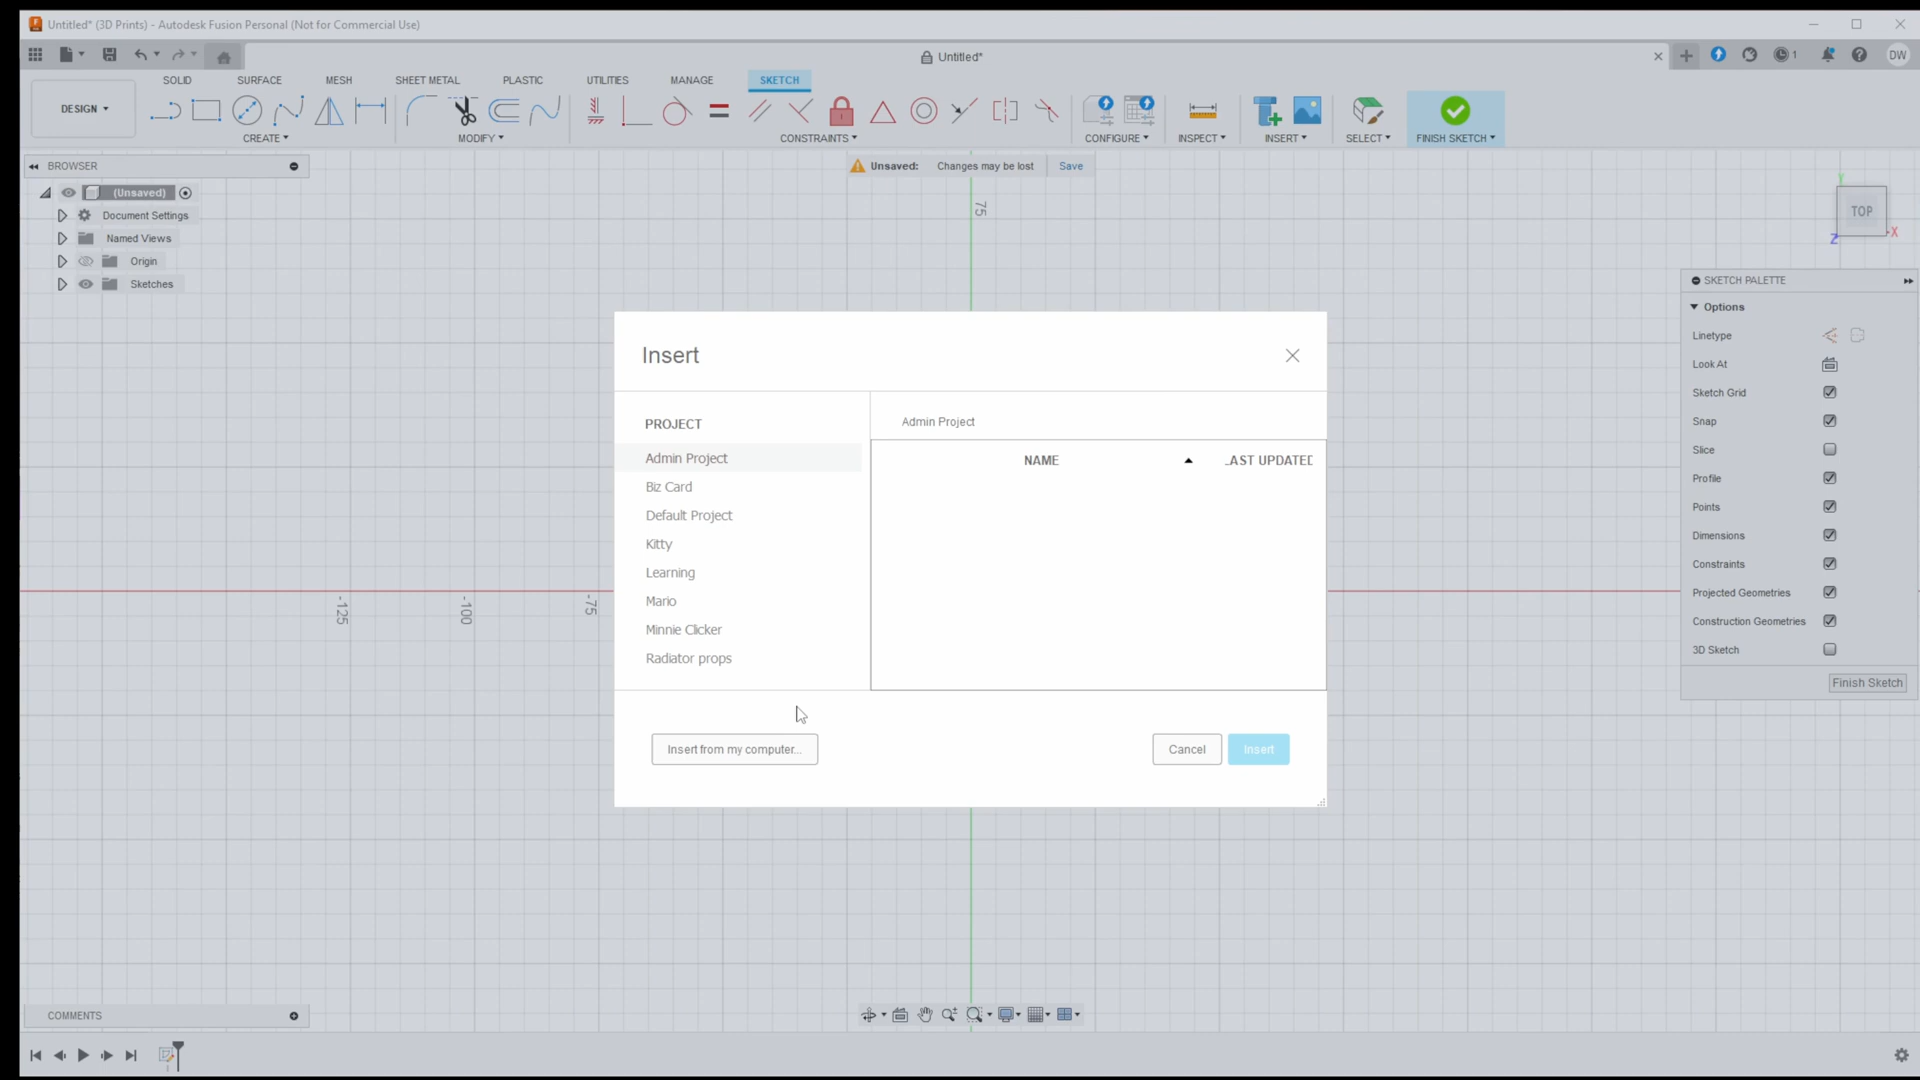 Untitled* (3D Prints) - Autodesk Fusion Personal (Not for Commercial Use)
Untitled*
1
DW
SOLID SURFACE MESH SHEET METAL PLASTIC UTILITIES MANAGE SKETCH
DESIGN
CREATE MODIFY CONSTRAINTS CONFIGURE INSPECT INSERT SELECT FINISH SKETCH
BROWSER
Unsaved: Changes may be lost Save
(Unsaved)
Document Settings
Named Views
Origin
Sketches
75
Y
TOP
X
Z
SKETCH PALETTE
Options
Linetype
Look At
Sketch Grid
Snap
Slice
Profile
Points
Dimensions
Constraints
Projected Geometries
Construction Geometries
3D Sketch
Finish Sketch
-125
-100
-75
Insert
PROJECT
Admin Project
Biz Card
Default Project
Kitty
Learning
Mario
Minnie Clicker
Radiator props
Admin Project
NAME
LAST UPDATED
Insert from my computer...
Cancel
Insert
COMMENTS